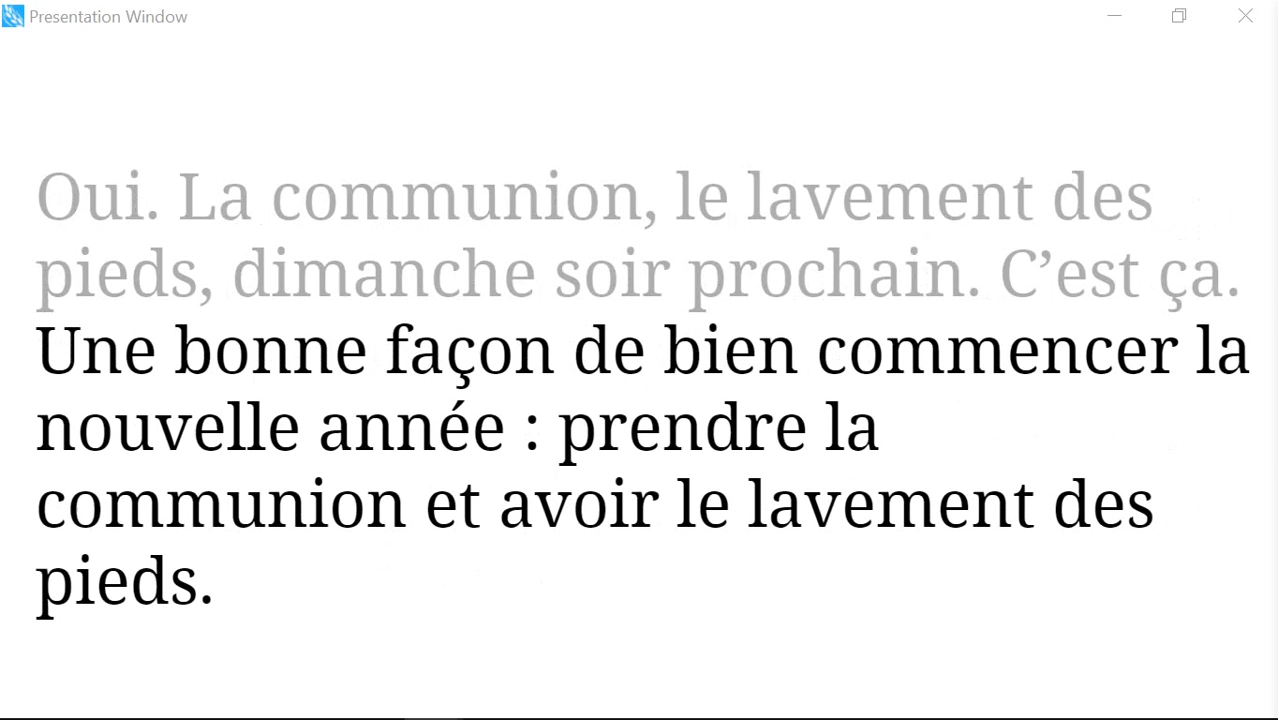 Presentation Window
Oui. La communion, le lavement des
pieds, dimanche soir prochain. C’est ça.
Une bonne façon de bien commencer la
nouvelle année : prendre la
communion et avoir le lavement des
pieds.